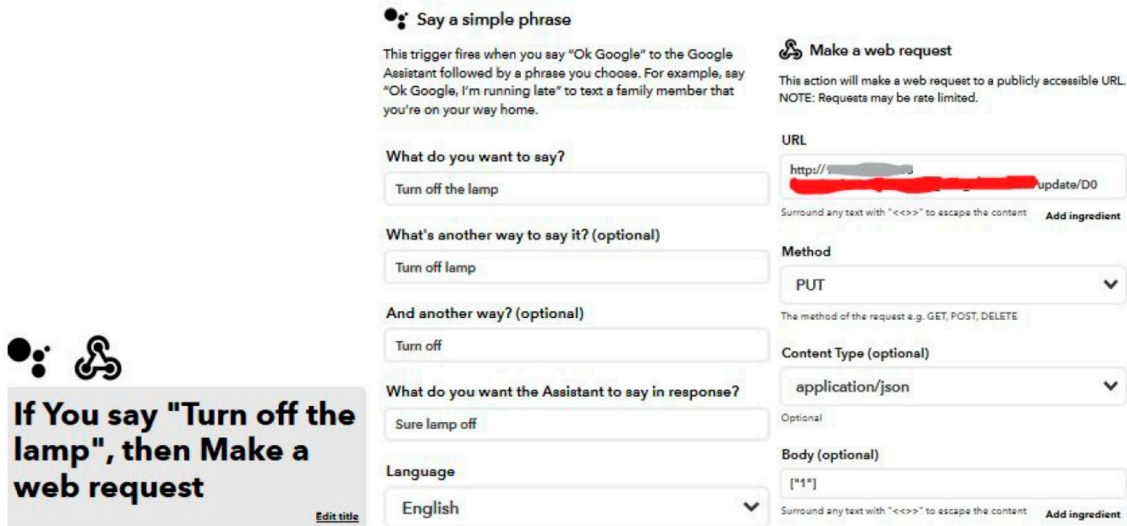 If You say "Turn off the
lamp", then Make a
web request
Edit title
Say a simple phrase
This trigger fires when you say "Ok Google" to the Google
Assistant followed by a phrase you choose. For example, say
"Ok Google, I'm running late" to text a family member that
you're on your way home.
What do you want to say?
Turn off the lamp
What's another way to say it? (optional)
Turn off lamp
And another way? (optional)
Turn off
What do you want the Assistant to say in response?
Sure lamp off
Language
English
Make a web request
This action will make a web request to a publicly accessible URL.
NOTE: Requests may be rate limited.
URL
http://
update/D0
Surround any text with "<<>>" to escape the content
Add ingredient
Method
PUT
The method of the request e.g. GET, POST, DELETE
Content Type (optional)
application/json
Optional
Body (optional)
["1"]
Surround any text with "<<>>" to escape the content
Add ingredient